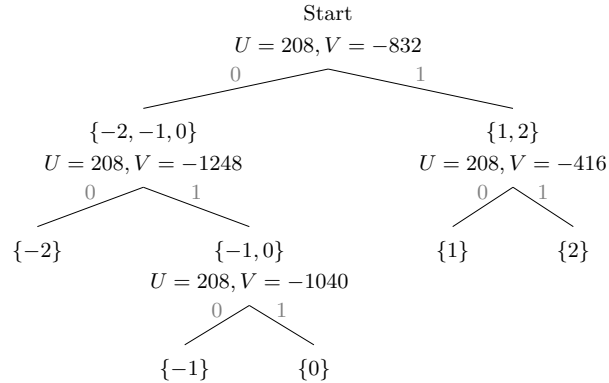 Start
U = 208, V = −832
0 1
{−2, −1, 0} {1, 2}
U = 208, V = −1248 U = 208, V = −416
0 1 0 1
{−2} {−1, 0} {1} {2}
U = 208, V = −1040
0 1
{−1} {0}